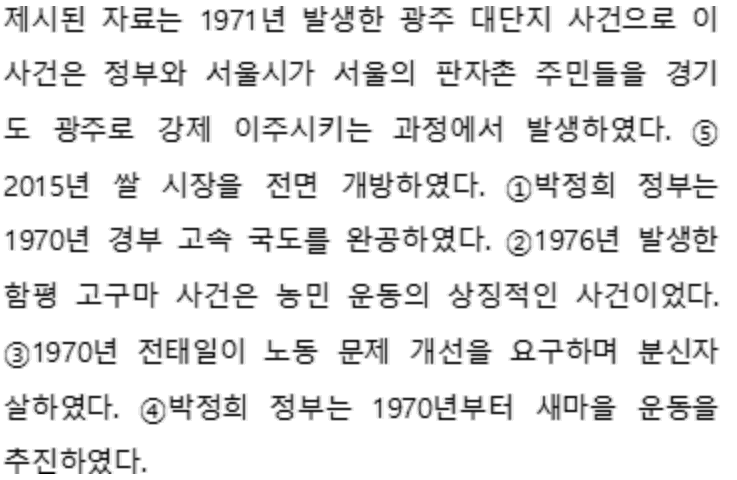 제시된 자료는 1971년 발생한 광주 대단지 사건으로 이
사건은 정부와 서울시가 서울의 판자촌 주민들을 경기
도 광주로 강제 이주시키는 과정에서 발생하였다. ⑤
2015년 쌀 시장을 전면 개방하였다. ①박정희 정부는
1970년 경부 고속 국도를 완공하였다. ②1976년 발생한
함평 고구마 사건은 농민 운동의 상징적인 사건이었다.
③1970년 전태일이 노동 문제 개선을 요구하며 분신자
살하였다. ④박정희 정부는 1970년부터 새마을 운동을
추진하였다.